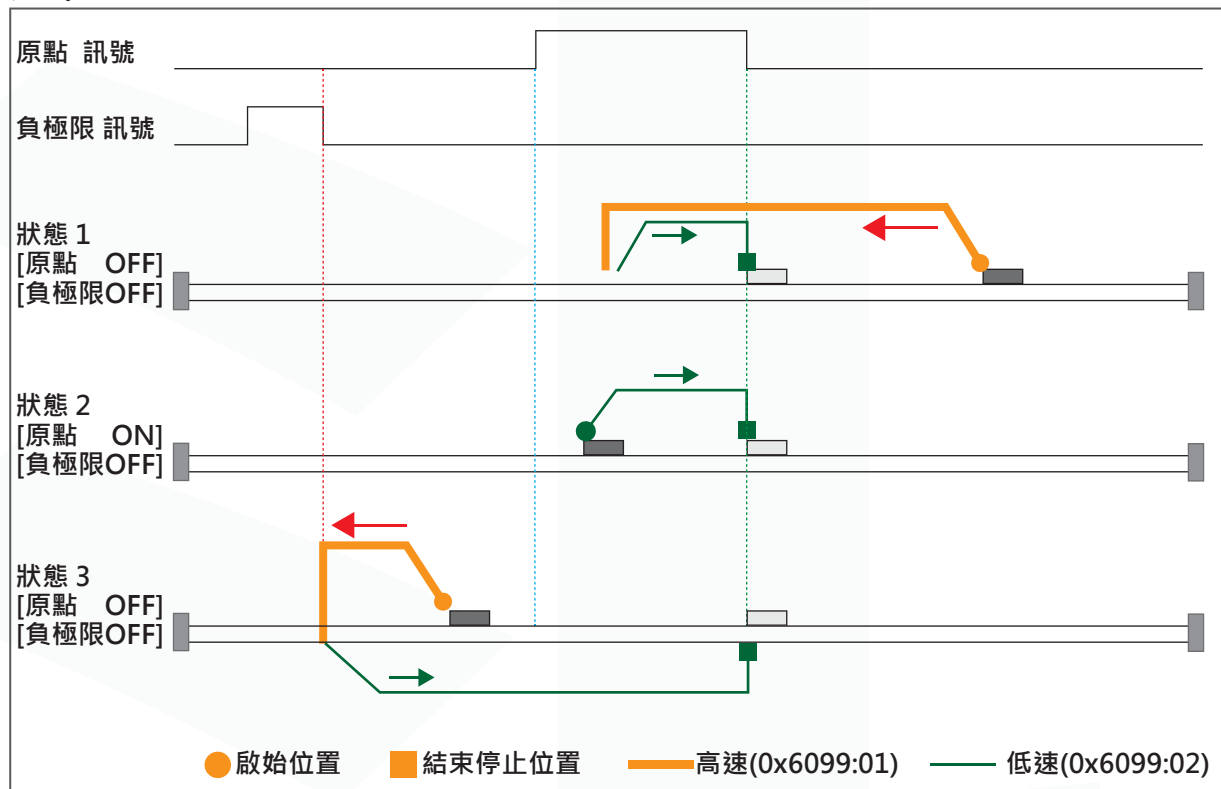 原點 訊號
負極限 訊號
狀態 1
[原點 OFF]
[負極限OFF]
狀態 2
[原點 ON]
[負極限OFF]
狀態 3
[原點 OFF]
[負極限OFF]
啟始位置 結束停止位置 高速(0x6099:01) 低速(0x6099:02)